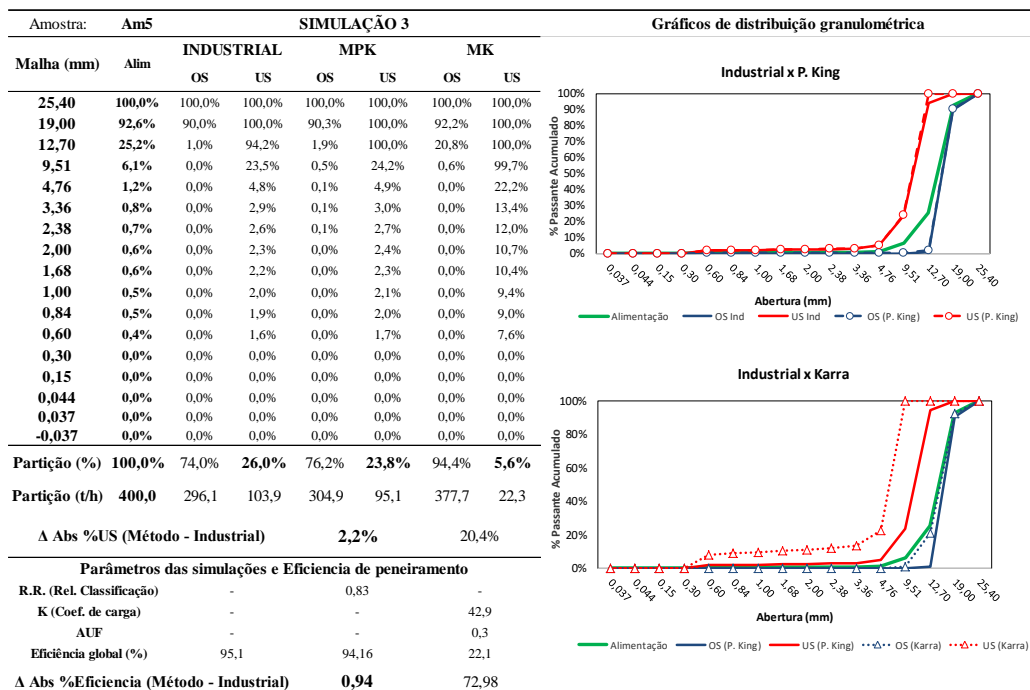 Amostra: Am5 SIMULAÇÃO 3
Malha (mm) Alim INDUSTRIAL MPK MK
OS US OS US OS US
25,40 100,0% 100,0% 100,0% 100,0% 100,0% 100,0% 100,0%
19,00 92,6% 90,0% 100,0% 90,3% 100,0% 92,2% 100,0%
12,70 25,2% 1,0% 94,2% 1,9% 100,0% 20,8% 100,0%
9,51 6,1% 0,0% 23,5% 0,5% 24,2% 0,6% 99,7%
4,76 1,2% 0,0% 4,8% 0,1% 4,9% 0,0% 22,2%
3,36 0,8% 0,0% 2,9% 0,1% 3,0% 0,0% 13,4%
2,38 0,7% 0,0% 2,6% 0,1% 2,7% 0,0% 12,0%
2,00 0,6% 0,0% 2,3% 0,0% 2,4% 0,0% 10,7%
1,68 0,6% 0,0% 2,2% 0,0% 2,3% 0,0% 10,4%
1,00 0,5% 0,0% 2,0% 0,0% 2,1% 0,0% 9,4%
0,84 0,5% 0,0% 1,9% 0,0% 2,0% 0,0% 9,0%
0,60 0,4% 0,0% 1,6% 0,0% 1,7% 0,0% 7,6%
0,30 0,0% 0,0% 0,0% 0,0% 0,0% 0,0% 0,0%
0,15 0,0% 0,0% 0,0% 0,0% 0,0% 0,0% 0,0%
0,044 0,0% 0,0% 0,0% 0,0% 0,0% 0,0% 0,0%
0,037 0,0% 0,0% 0,0% 0,0% 0,0% 0,0% 0,0%
-0,037 0,0% 0,0% 0,0% 0,0% 0,0% 0,0% 0,0%
Partição (%) 100,0% 74,0% 26,0% 76,2% 23,8% 94,4% 5,6%
Partição (t/h) 400,0 296,1 103,9 304,9 95,1 377,7 22,3
Δ Abs %US (Método - Industrial) 2,2% 20,4%
Parâmetros das simulações e Eficiencia de peneiramento
R.R. (Rel. Classificação) - 0,83 -
K (Coef. de carga) - - 42,9
AUF - - 0,3
Eficiência global (%) 95,1 94,16 22,1
Δ Abs %Eficiencia (Método - Industrial) 0,94 72,98
Gráficos de distribuição granulométrica
Industrial x P. King
% Passante Acumulado
100%
90%
80%
70%
60%
50%
40%
30%
20%
10%
0%
0,037 0,044 0,15 0,30 0,60 0,84 1,00 1,68 2,00 2,38 3,36 4,76 9,51 12,70 19,00 25,40
Abertura (mm)
Alimentação OS Ind US Ind OS (P. King) US (P. King)
Industrial x Karra
% Passante Acumulado
100%
80%
60%
40%
20%
0%
0,037 0,044 0,15 0,30 0,60 0,84 1,00 1,68 2,00 2,38 3,36 4,76 9,51 12,70 19,00 25,40
Abertura (mm)
Alimentação OS (P. King) US (P. King) OS (Karra) US (Karra)